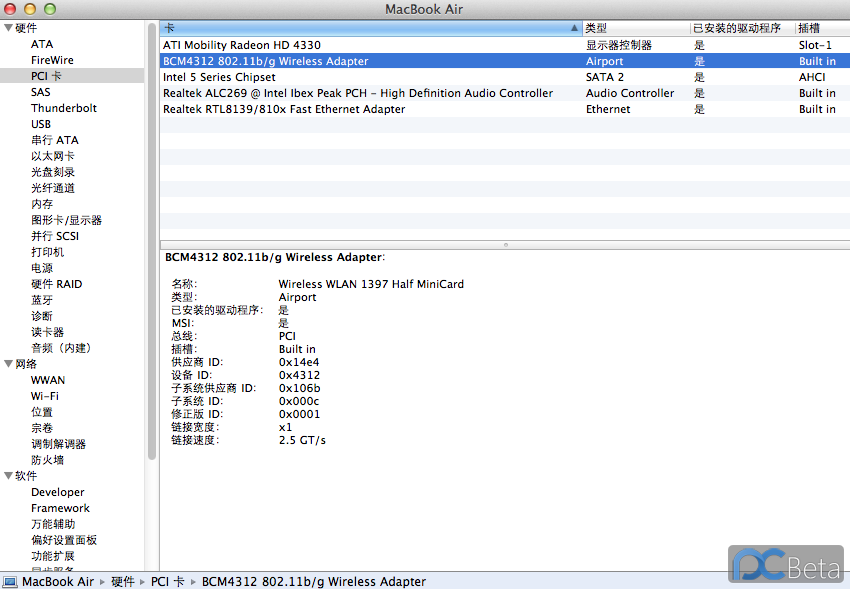 MacBook Air
硬件
ATA
FireWire
PCI 卡
SAS
Thunderbolt
USB
串行 ATA
以太网卡
光盘刻录
光纤通道
内存
图形卡/显示器
并行 SCSI
打印机
电源
硬件 RAID
蓝牙
诊断
读卡器
音频（内建）
网络
WWAN
Wi-Fi
位置
宗卷
调制解调器
防火墙
软件
Developer
Framework
万能辅助
偏好设置面板
功能扩展
同步服务
卡 类型 已安装的驱动程序 插槽
ATI Mobility Radeon HD 4330 显示器控制器 是 Slot-1
BCM4312 802.11b/g Wireless Adapter Airport 是 Built in
Intel 5 Series Chipset SATA 2 是 AHCI
Realtek ALC269 @ Intel Ibex Peak PCH - High Definition Audio Controller Audio Controller 是 Built in
Realtek RTL8139/810x Fast Ethernet Adapter Ethernet 是 Built in
BCM4312 802.11b/g Wireless Adapter:
名称: Wireless WLAN 1397 Half MiniCard
类型: Airport
已安装的驱动程序: 是
MSI: 是
总线: PCI
插槽: Built in
供应商 ID: 0x14e4
设备 ID: 0x4312
子系统供应商 ID: 0x106b
子系统 ID: 0x000c
修正版 ID: 0x0001
链接宽度: x1
链接速度: 2.5 GT/s
PCBeta
MacBook Air ▸ 硬件 ▸ PCI 卡 ▸ BCM4312 802.11b/g Wireless Adapter